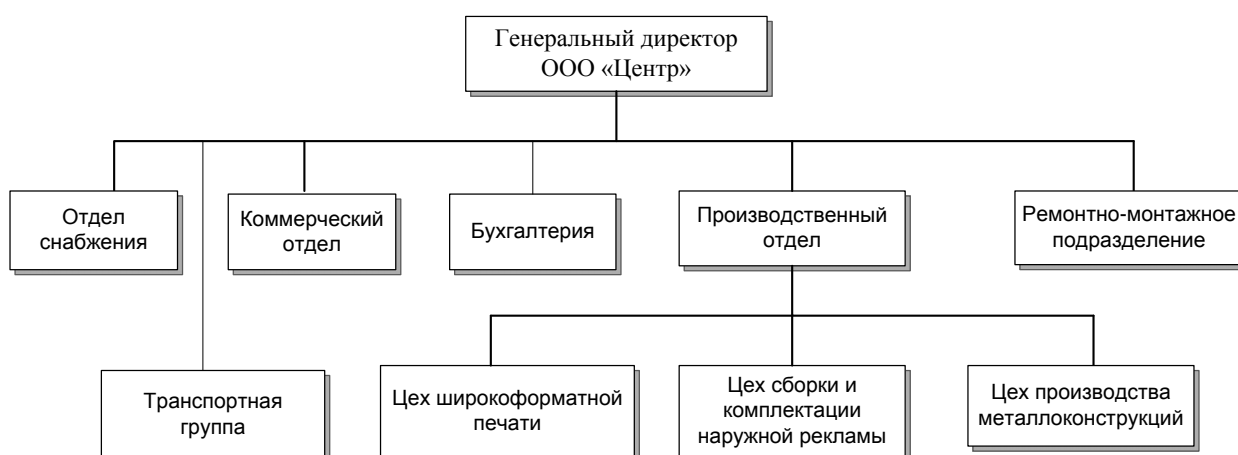 Генеральный директор
ООО «Центр»
Отдел
снабжения
Коммерческий
отдел
Бухгалтерия
Производственный
отдел
Ремонтно-монтажное
подразделение
Транспортная
группа
Цех широкоформатной
печати
Цех сборки и
комплектации
наружной рекламы
Цех производства
металлоконструкций